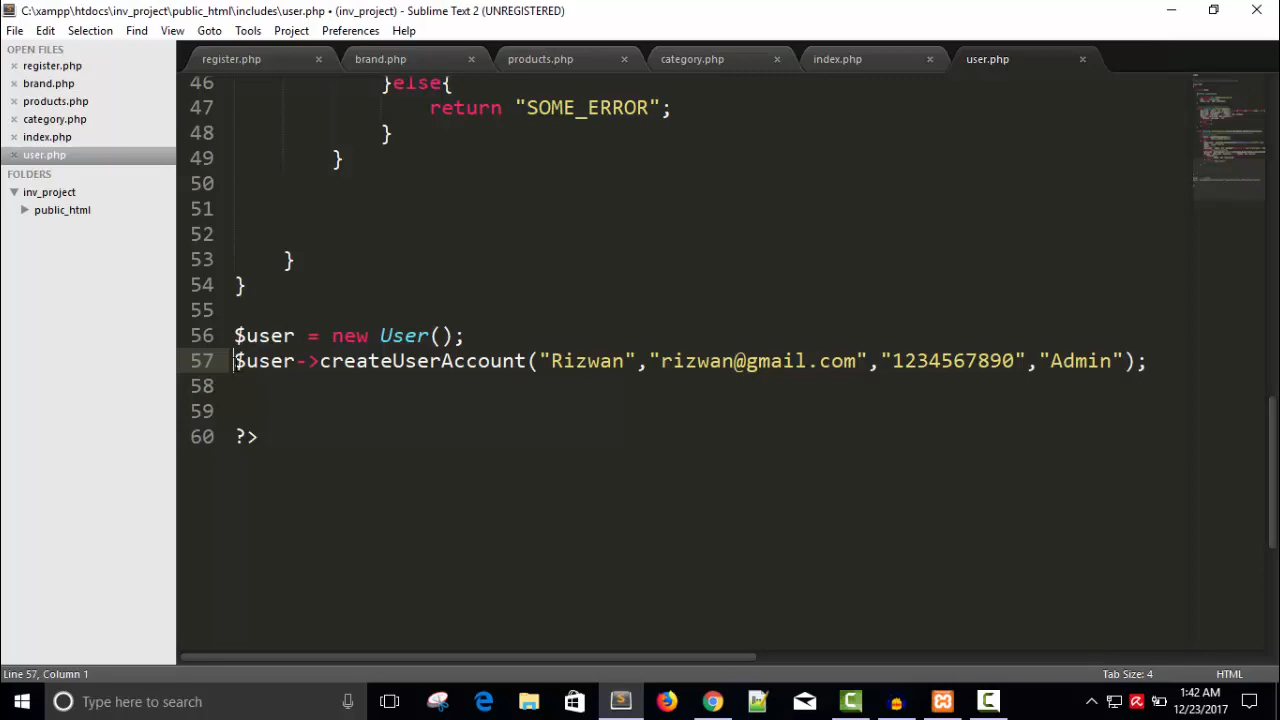 C:\xampp\htdocs\inv_project\public_html\includes\user.php • (inv_project) - Sublime Text 2 (UNREGISTERED)
File Edit Selection Find View Goto Tools Project Preferences Help
OPEN FILES
register.php
brand.php
products.php
category.php
index.php
user.php
FOLDERS
inv_project
public_html
register.php brand.php products.php category.php index.php user.php
46 }else{
47 return "SOME_ERROR";
48 }
49 }
50
51
52
53 }
54 }
55
56 $user = new User();
57 $user->createUserAccount("Rizwan","rizwan@gmail.com","1234567890","Admin");
58
59
60 ?>
Line 57, Column 1 Tab Size: 4 HTML
Type here to search
1:42 AM
12/23/2017